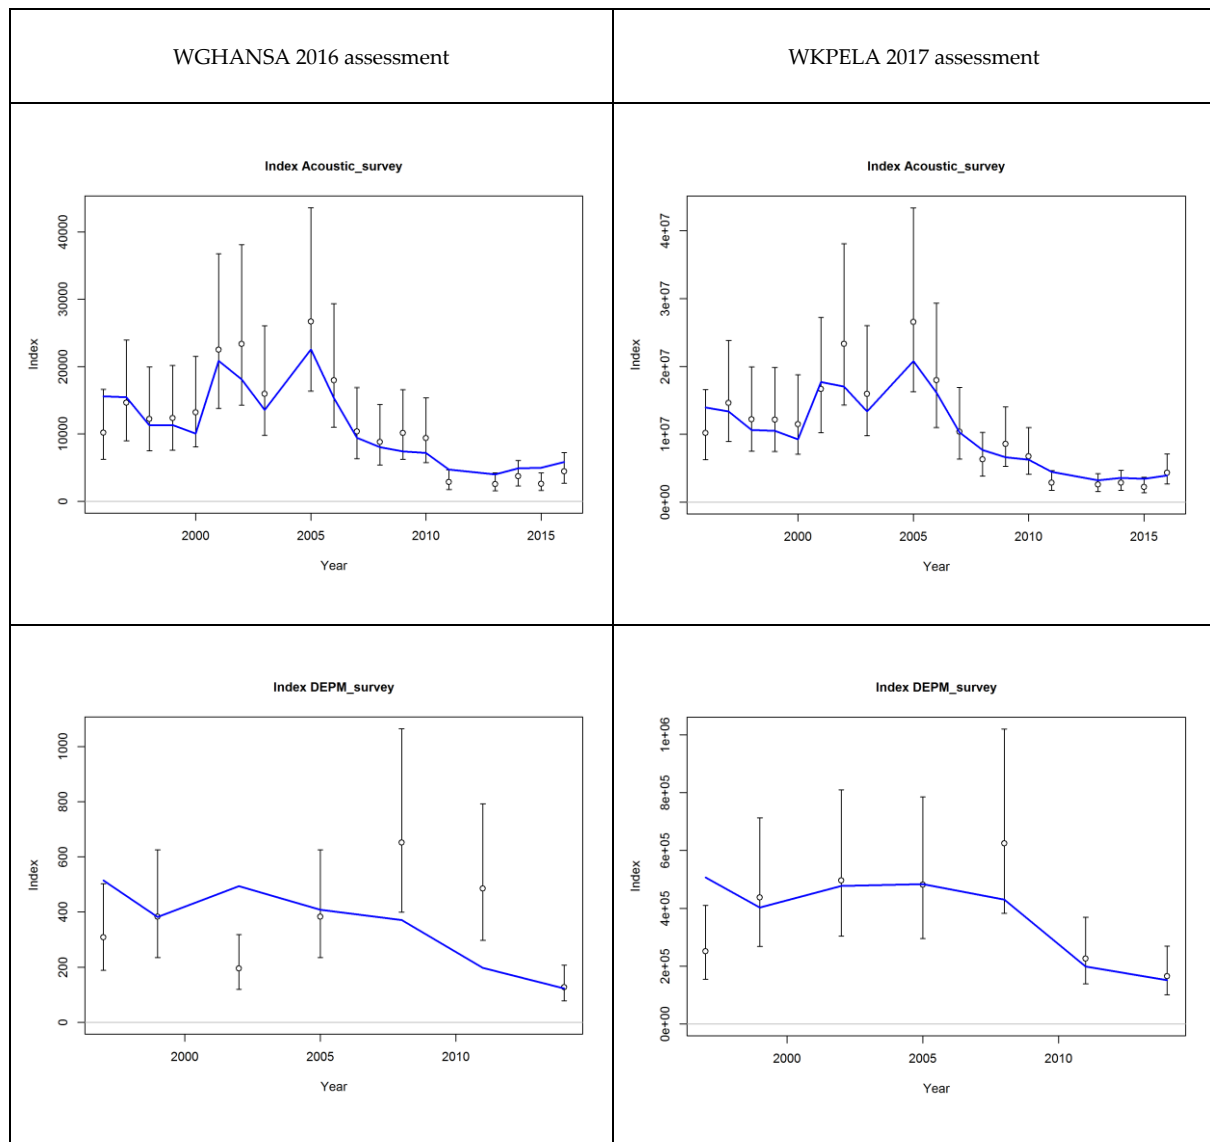 WGHANSA 2016 assessment
WKPELA 2017 assessment
Index Acoustic_survey
Index
40000
30000
20000
10000
0
2000 2005 2010 2015
Year
Index Acoustic_survey
Index
4e+07
3e+07
2e+07
1e+07
0e+00
2000 2005 2010 2015
Year
Index DEPM_survey
Index
1000
800
600
400
200
0
2000 2005 2010
Year
Index DEPM_survey
Index
1e+06
8e+05
6e+05
4e+05
2e+05
0e+00
2000 2005 2010
Year